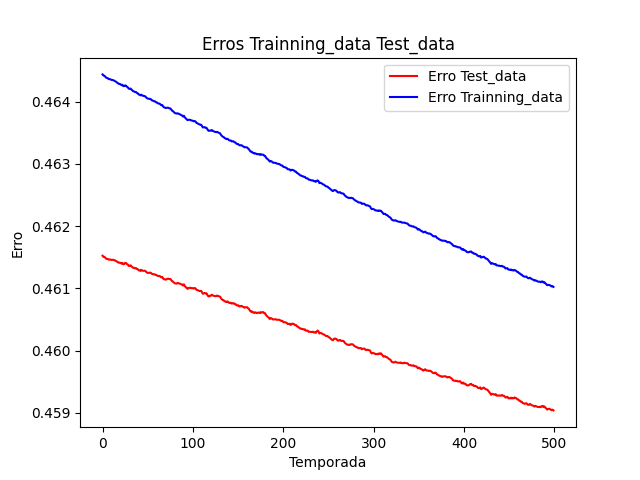 Erros Trainning_data Test_data
Erro Test_data
Erro Trainning_data
0.464
0.463
0.462
0.461
0.460
0.459
Erro
0
100
200
300
400
500
Temporada